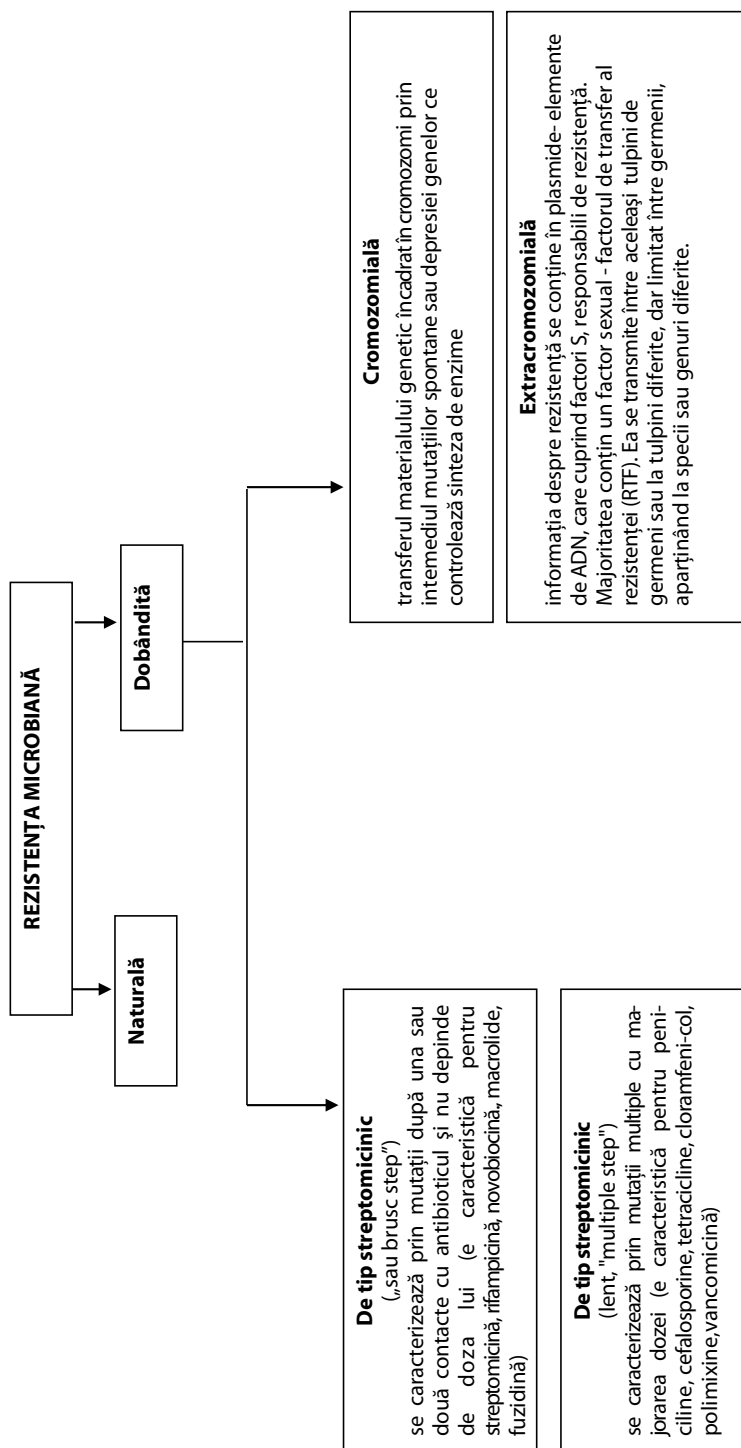 REZISTENȚA MICROBIANĂ
Naturală
Dobândită
De tip streptomicinic
(„sau brusc step”)
se caracterizează prin mutații după una sau
două contacte cu antibioticul și nu depinde
de doza lui (e caracteristică pentru
streptomicină, rifampicină, novobiocină, macrolide,
fuzidină)
De tip streptomicinic
(lent, "multiple step")
se caracterizează prin mutații multiple cu ma-
jorarea dozei (e caracteristică pentru peni-
ciline, cefalosporine, tetracicline, cloramfeni-col,
polimixine,vancomicină)
Cromozomială
transferul materialului genetic încadrat în cromozomi prin
intemediul mutațiilor spontane sau depresiei genelor ce
controlează sinteza de enzime
Extracromozomială
informația despre rezistență se conține în plasmide- elemente
de ADN, care cuprind factori S, responsabili de rezistență.
Majoritatea conțin un factor sexual - factorul de transfer al
rezistenței (RTF). Ea se transmite între aceleași tulpini de
germeni sau la tulpini diferite, dar limitat între germenii,
aparținând la specii sau genuri diferite.